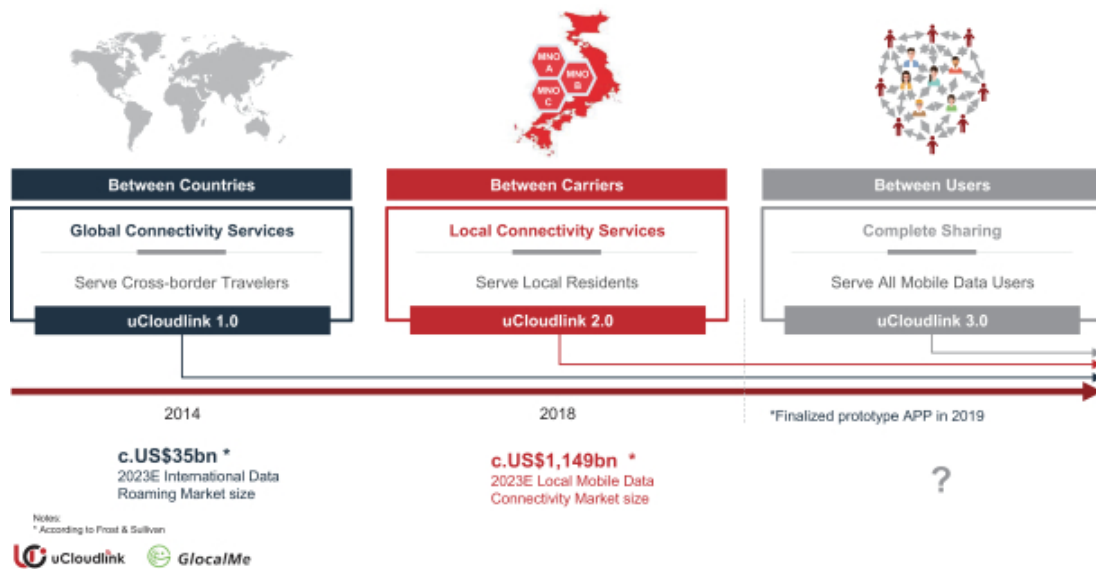 MNO
A
MNO
B
MNO
C
Between Countries
Between Carriers
Between Users
Global Connectivity Services
Local Connectivity Services
Complete Sharing
Serve Cross-border Travelers
Serve Local Residents
Serve All Mobile Data Users
uCloudlink 1.0
uCloudlink 2.0
uCloudlink 3.0
2014
2018
*Finalized prototype APP in 2019
c.US$35bn *
2023E International Data
Roaming Market size
c.US$1,149bn *
2023E Local Mobile Data
Connectivity Market size
?
Notes:
* According to Frost & Sullivan
uCloudlink
GlocalMe